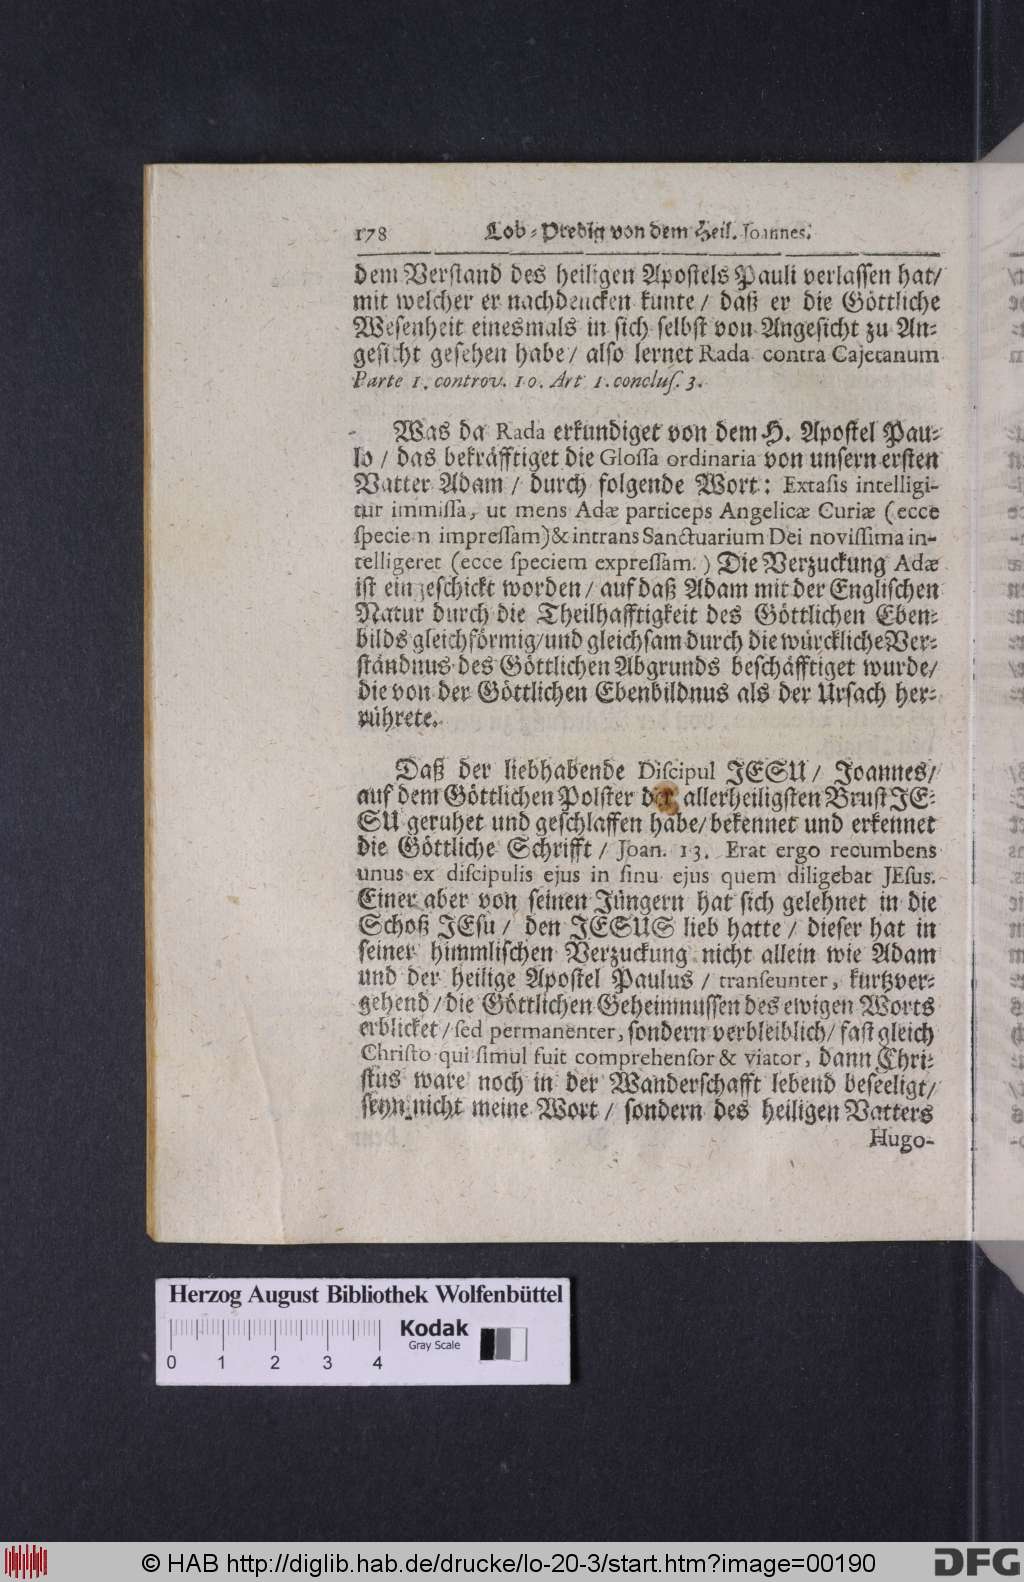 178 Lob-Predig von dem Heil. Joannes.
dem Verstand des heiligen Apostels Pauli verlassen hat/
mit welcher er nachdencken kunte / daß er die Göttliche
Wesenheit einesmals in sich selbst von Angesicht zu An-
gesicht gesehen habe / also lernet Rada contra Cajetanum
Parte 1. controv. 10. Art 1. concluſ. 3.
Was da Rada erkundiget von dem H. Apostel Pau-
lo / das bekräfftiget die Gloſſa ordinaria von unsern ersten
Vatter Adam / durch folgende Wort: Extaſis intelligi-
tur immiſſa, ut mens Adæ particeps Angelicæ Curiæ (ecce
ſpeciem impreſſam) & intrans Sanctuarium Dei noviſſima in-
telligeret (ecce ſpeciem expreſſam.) Die Verzuckung Adæ
ist eingeschickt worden / auf daß Adam mit der Englischen
Natur durch die Theilhafftigkeit des Göttlichen Eben-
bilds gleichförmig/ und gleichsam durch die würckliche Ver-
ständnus des Göttlichen Abgrunds beschäfftiget wurde/
die von der Göttlichen Ebenbildnus als der Ursach her-
rührete.
Daß der liebhabende Diſcipul JESU / Joannes/
auf dem Göttlichen Polster der allerheiligsten Brust JE-
SU geruhet und geschlaffen habe/ bekennet und erkennet
die Göttliche Schrifft / Joan. 13. Erat ergo recumbens
unus ex diſcipulis ejus in ſinu ejus quem diligebat JEſus.
Einer aber von seinen Jüngern hat sich gelehnet in die
Schoß JEsu / den JESUS lieb hatte / dieser hat in
seiner himmlischen Verzuckung nicht allein wie Adam
und der heilige Apostel Paulus / tranſeunter, kurtzver-
gehend / die Göttlichen Geheimnussen des ewigen Worts
erblicket / ſed permanenter, sondern verbleiblich/ fast gleich
Chriſto qui ſimul fuit comprehenſor & viator, dann Chri-
stus ware noch in der Wanderschafft lebend beseeligt/
seyn nicht meine Wort / sondern des heiligen Vatters
Hugo-
Herzog August Bibliothek Wolfenbüttel
0 1 2 3 4
Kodak
Gray Scale
© HAB http://diglib.hab.de/drucke/lo-20-3/start.htm?image=00190
DFG